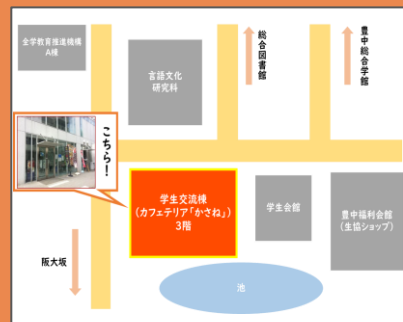 全学教育推進機構
A棟
言語文化
研究科
総合図書館
豊中総合学館
こちら！
学生交流棟
(カフェテリア「かさね」)
3階
学生会館
豊中福利会館
(生協ショップ)
阪大坂
池